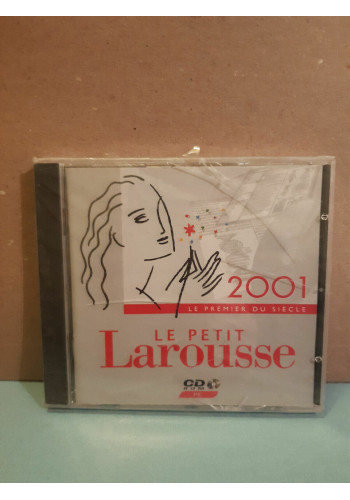 2001
LE PREMIER DU SIÈCLE
LE PETIT
Larousse
CD
ROM